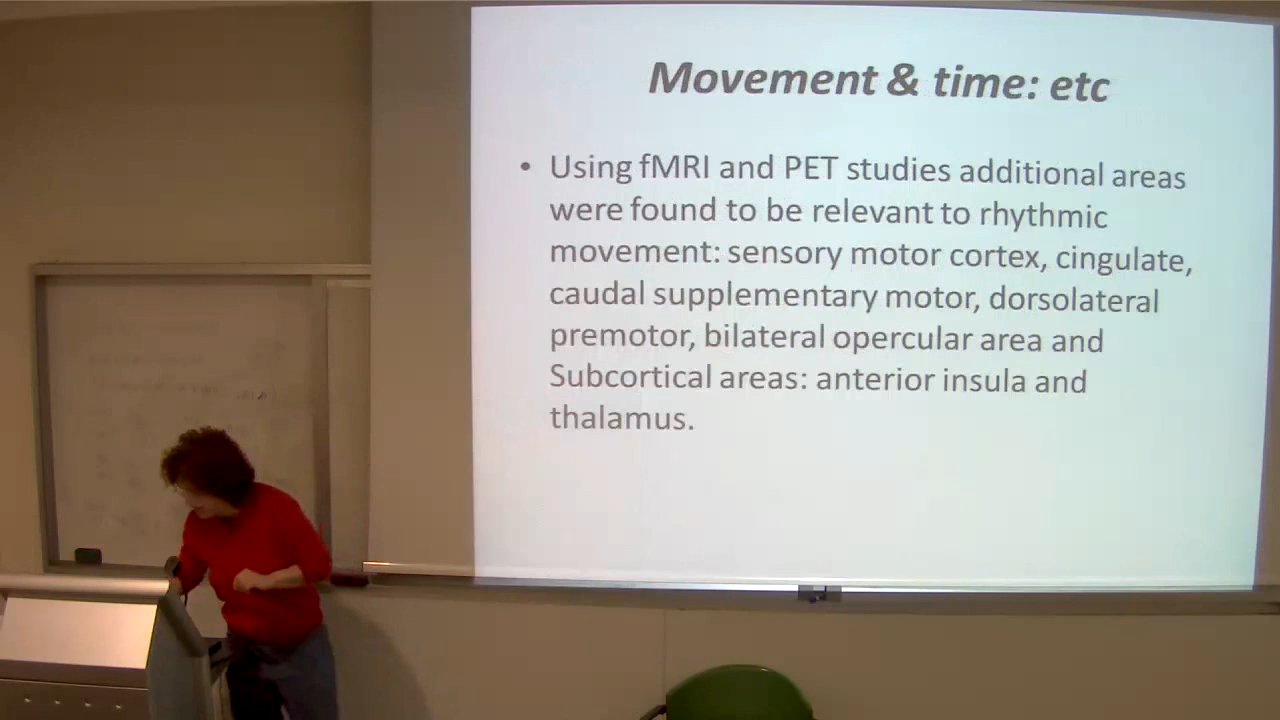 Movement & time: etc
• Using fMRI and PET studies additional areas
were found to be relevant to rhythmic
movement: sensory motor cortex, cingulate,
caudal supplementary motor, dorsolateral
premotor, bilateral opercular area and
Subcortical areas: anterior insula and
thalamus.